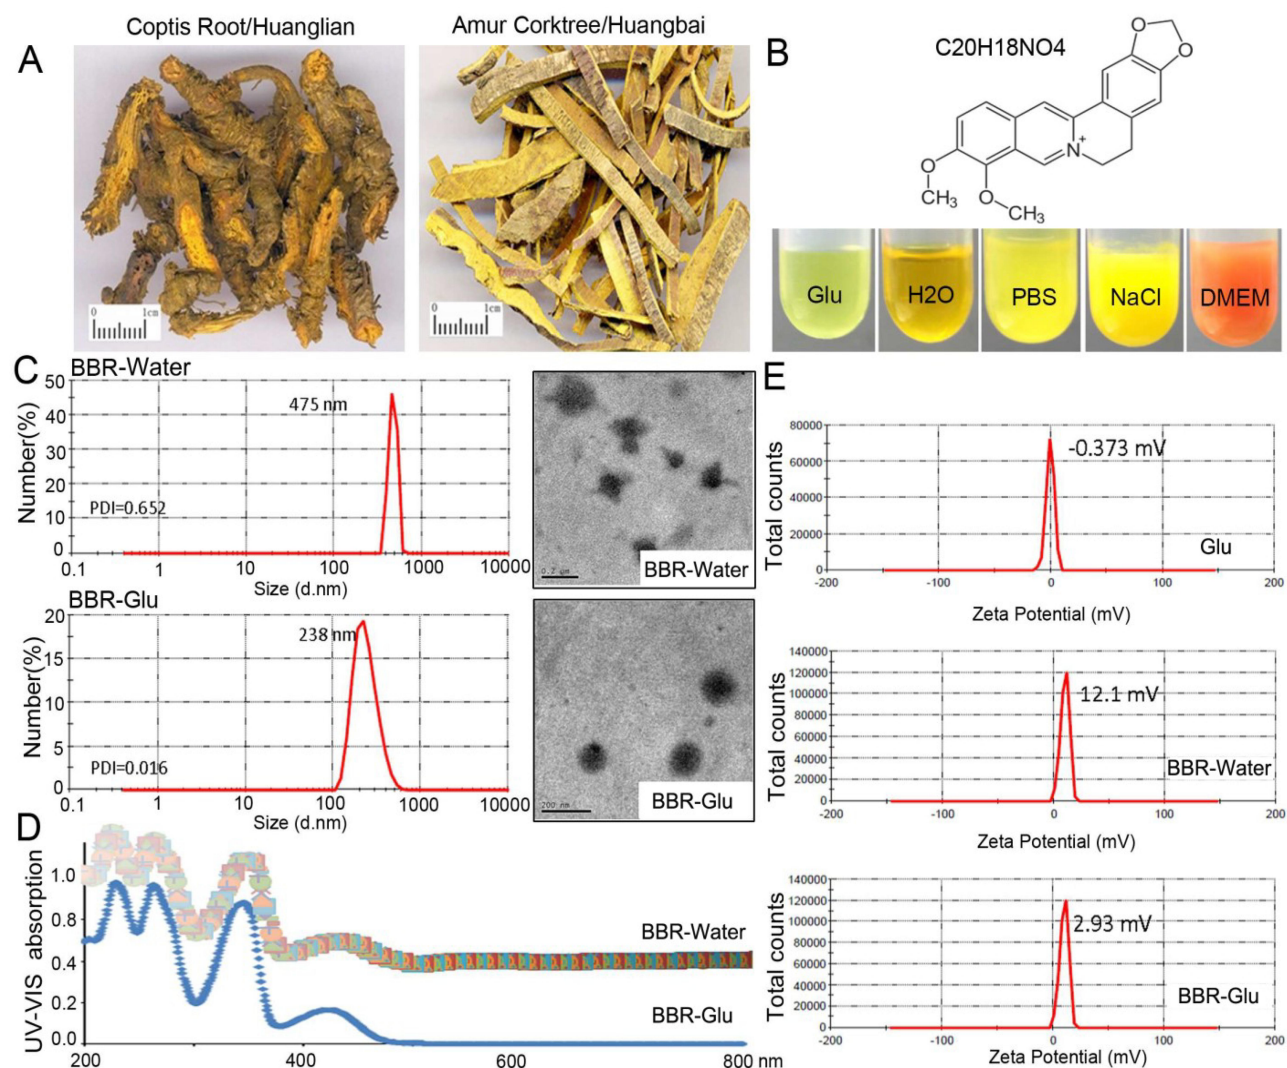 Coptis Root/Huanglian
Amur Corktree/Huangbai
A
0 1cm
0 1cm
B
C20H18NO4
O
O
N+
O
CH3
O
CH3
Glu
H2O
PBS
NaCl
DMEM
C
BBR-Water
Number(%)
50
40
30
20
10
0
475 nm
PDI=0.652
0.1 1 10 100 1000 10000
Size (d.nm)
0.2 μm
BBR-Water
BBR-Glu
Number(%)
20
15
10
5
0
238 nm
PDI=0.016
0.1 1 10 100 1000 10000
Size (d.nm)
200 nm
BBR-Glu
D
UV-VIS absorption
1.0
0.8
0.4
0.2
0.0
BBR-Water
BBR-Glu
200 400 600 800 nm
E
Total counts
80000
60000
40000
20000
0
-0.373 mV
Glu
-200 -100 0 100 200
Zeta Potential (mV)
Total counts
140000
120000
100000
80000
60000
40000
20000
0
12.1 mV
BBR-Water
-200 -100 0 100 200
Zeta Potential (mV)
Total counts
140000
120000
100000
80000
60000
40000
20000
0
2.93 mV
BBR-Glu
-200 -100 0 100 200
Zeta Potential (mV)